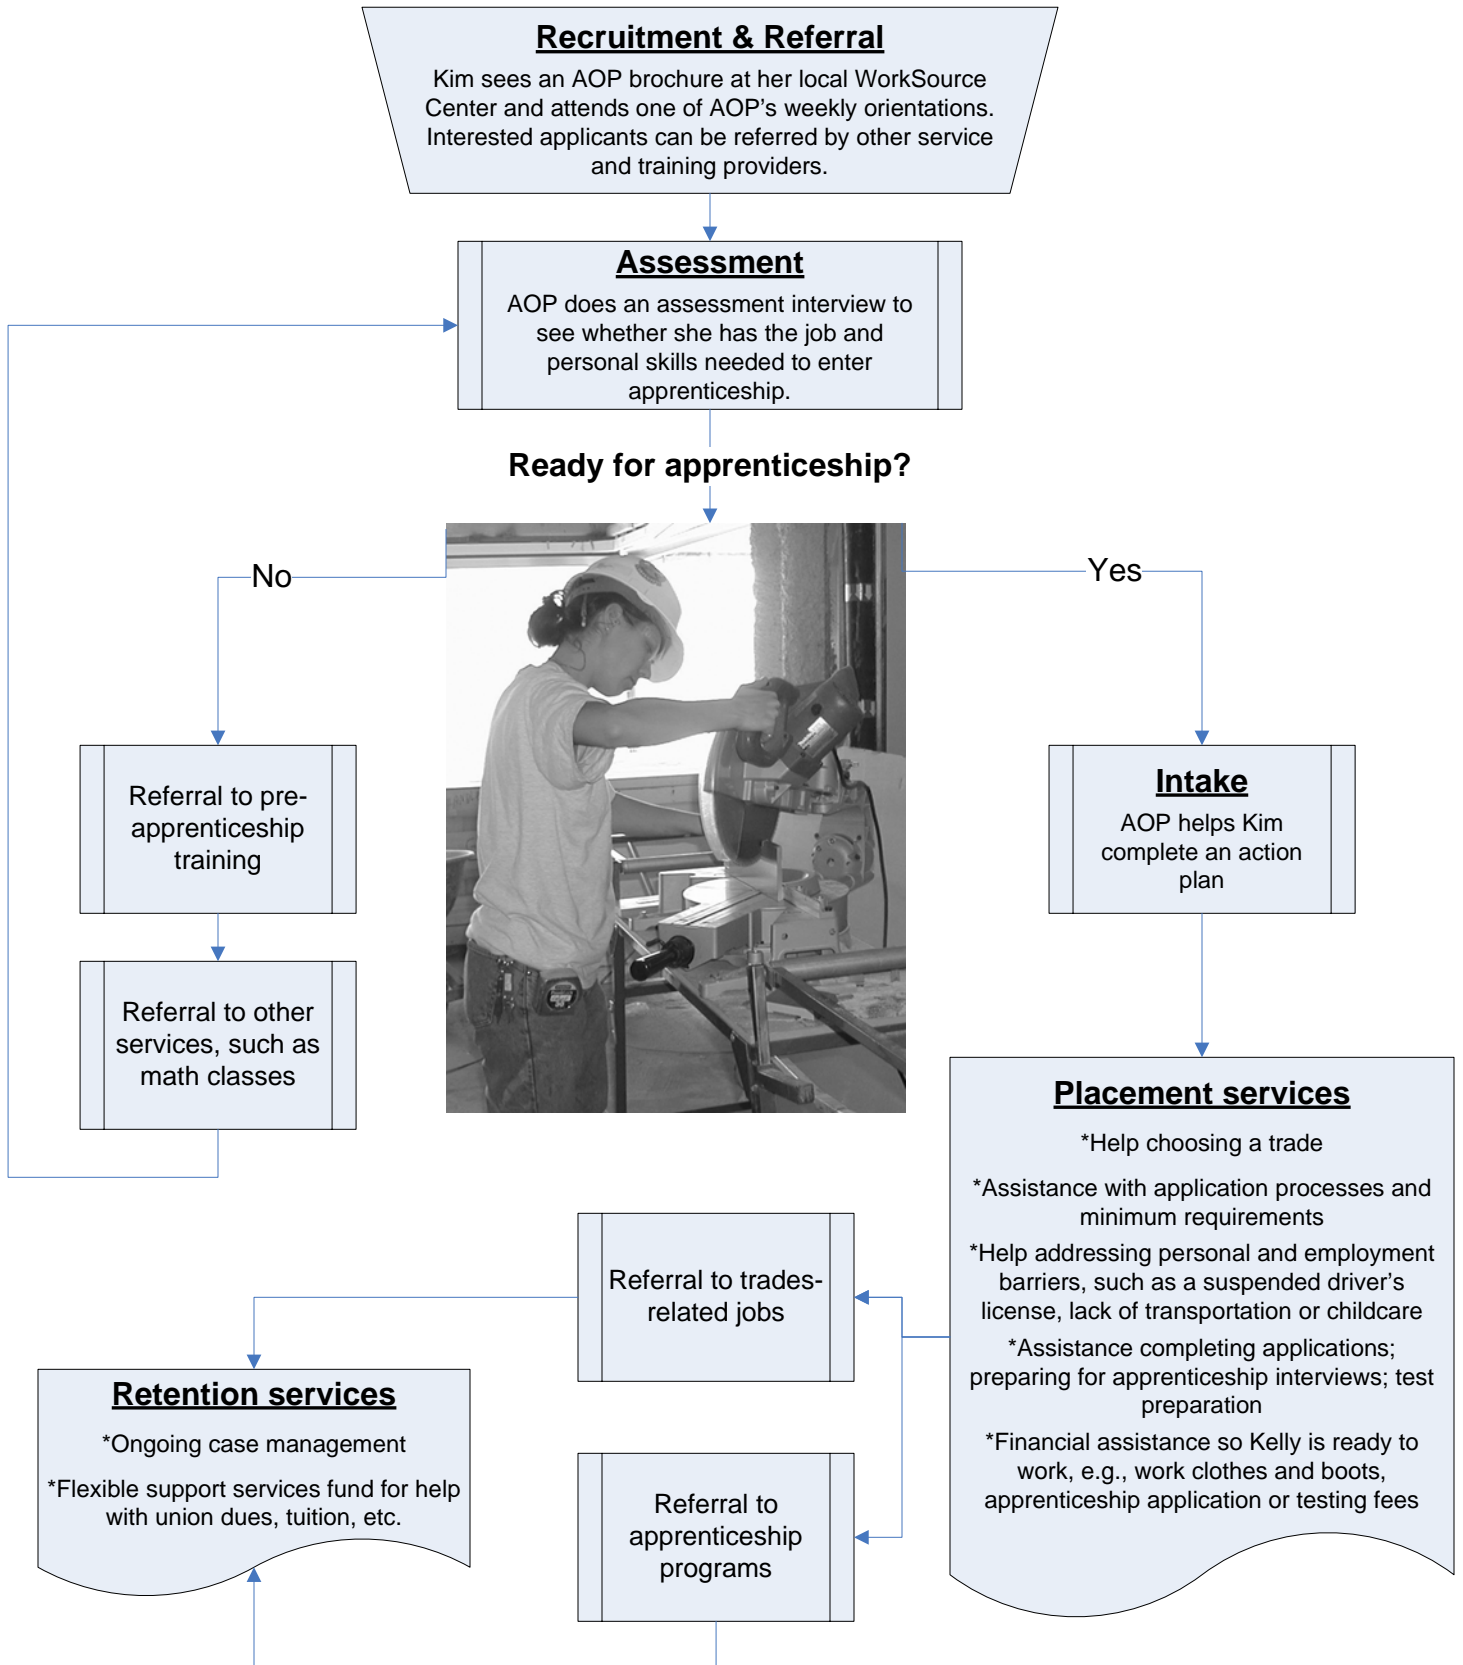 Recruitment & Referral
Kim sees an AOP brochure at her local WorkSource
Center and attends one of AOP’s weekly orientations.
Interested applicants can be referred by other service
and training providers.
Assessment
AOP does an assessment interview to
see whether she has the job and
personal skills needed to enter
apprenticeship.
Ready for apprenticeship?
No
Yes
Referral to pre-
apprenticeship
training
Intake
AOP helps Kim
complete an action
plan
Referral to other
services, such as
math classes
Placement services
*Help choosing a trade
*Assistance with application processes and
minimum requirements
*Help addressing personal and employment
barriers, such as a suspended driver’s
license, lack of transportation or childcare
*Assistance completing applications;
preparing for apprenticeship interviews; test
preparation
*Financial assistance so Kelly is ready to
work, e.g., work clothes and boots,
apprenticeship application or testing fees
Referral to trades-
related jobs
Retention services
*Ongoing case management
*Flexible support services fund for help
with union dues, tuition, etc.
Referral to
apprenticeship
programs